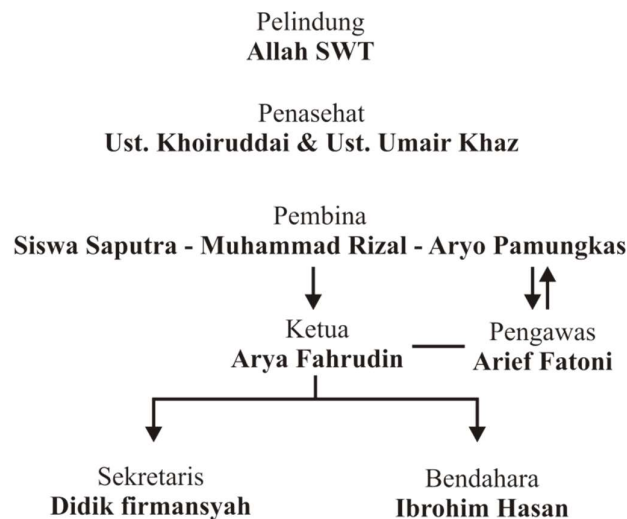 Pelindung
Allah SWT
Penasehat
Ust. Khoiruddai & Ust. Umair Khaz
Pembina
Siswa Saputra - Muhammad Rizal - Aryo Pamungkas
Ketua
Arya Fahrudin
Pengawas
Arief Fatoni
Sekretaris
Didik firmansyah
Bendahara
Ibrohim Hasan